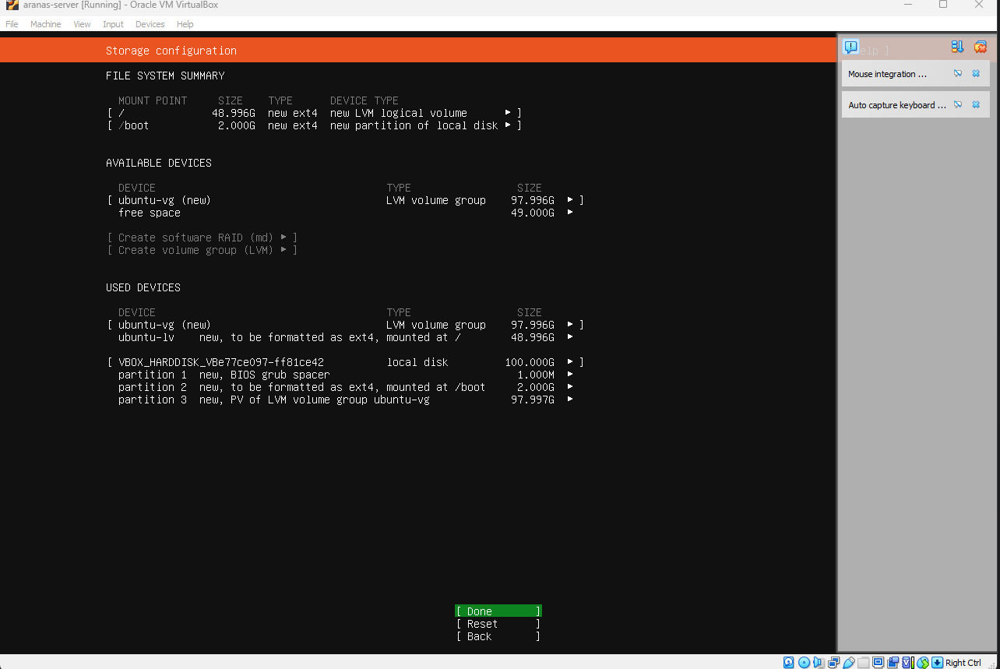 aranas-server [Running] - Oracle VM VirtualBox
File Machine View Input Devices Help
Storage configuration
elp ]
FILE SYSTEM SUMMARY
MOUNT POINT SIZE TYPE DEVICE TYPE
[ / 48.996G new ext4 new LVM logical volume ▸ ]
[ /boot 2.000G new ext4 new partition of local disk ▸ ]
AVAILABLE DEVICES
DEVICE TYPE SIZE
[ ubuntu-vg (new) LVM volume group 97.996G ▸ ]
free space 49.000G ▸
[ Create software RAID (md) ▸ ]
[ Create volume group (LVM) ▸ ]
USED DEVICES
DEVICE TYPE SIZE
[ ubuntu-vg (new) LVM volume group 97.996G ▸ ]
ubuntu-lv new, to be formatted as ext4, mounted at / 48.996G ▸
[ VBOX_HARDDISK_VBe77ce097-ff81ce42 local disk 100.000G ▸ ]
partition 1 new, BIOS grub spacer 1.000M ▸
partition 2 new, to be formatted as ext4, mounted at /boot 2.000G ▸
partition 3 new, PV of LVM volume group ubuntu-vg 97.997G ▸
[ Done ]
[ Reset ]
[ Back ]
Mouse integration ...
Auto capture keyboard ...
Right Ctrl